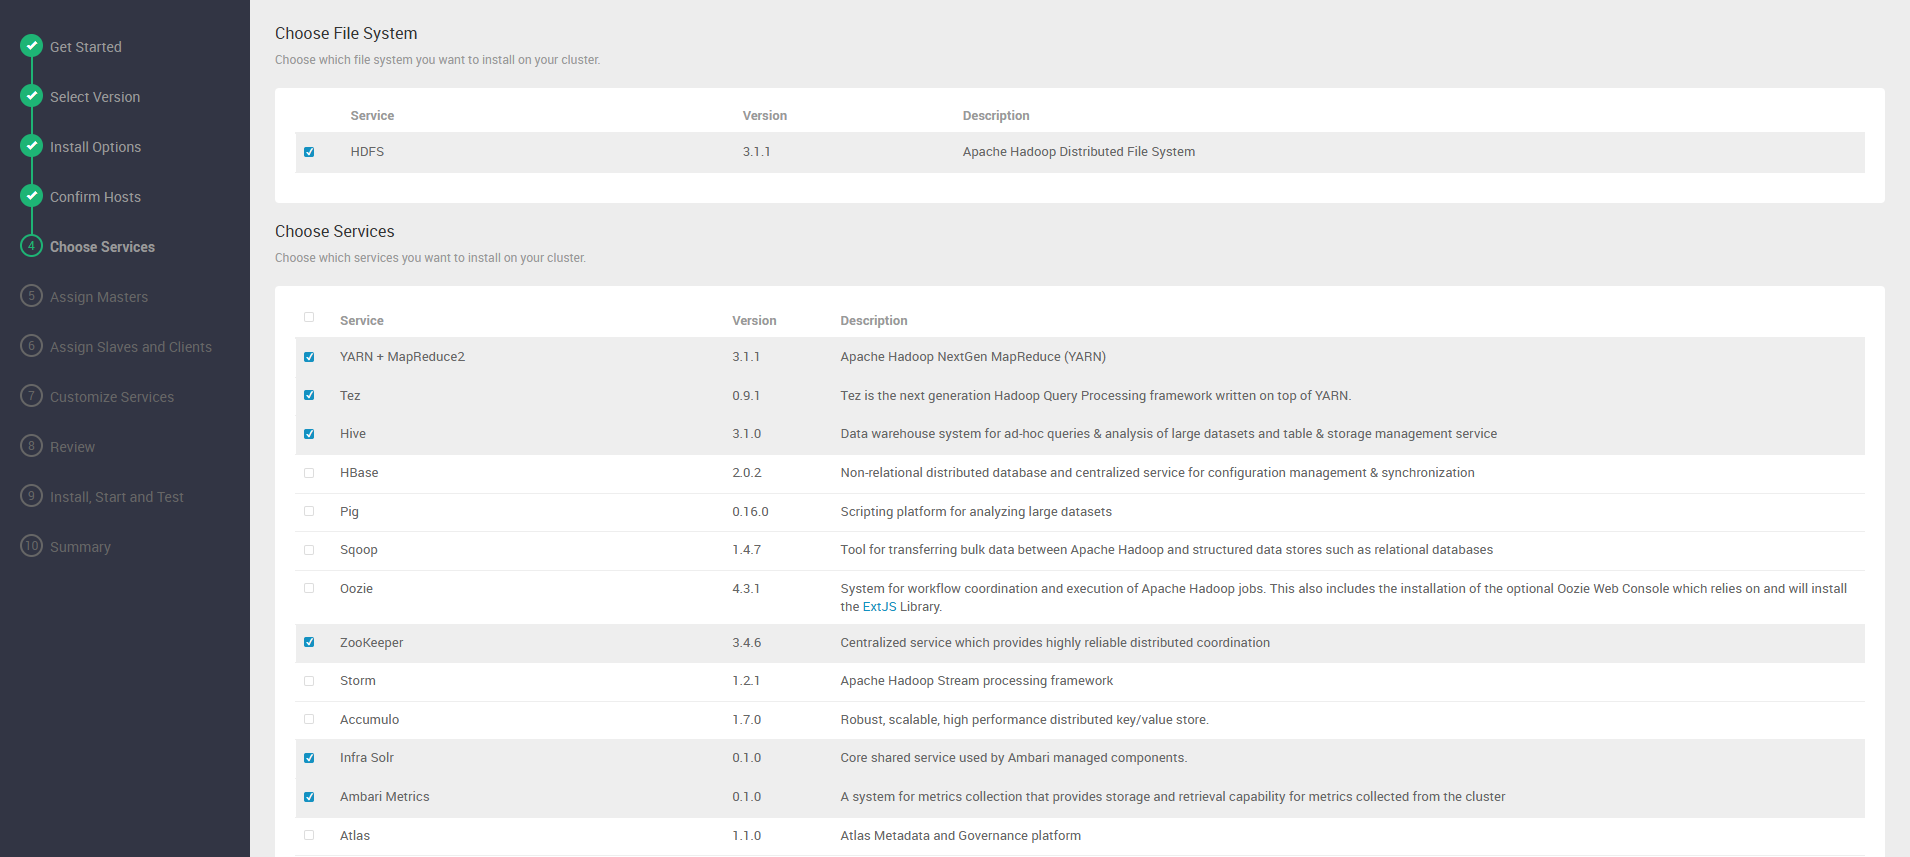 Get Started
Select Version
Install Options
Confirm Hosts
4 Choose Services
5 Assign Masters
6 Assign Slaves and Clients
7 Customize Services
8 Review
9 Install, Start and Test
10 Summary
Choose File System
Choose which file system you want to install on your cluster.
Service Version Description
HDFS 3.1.1 Apache Hadoop Distributed File System
Choose Services
Choose which services you want to install on your cluster.
Service Version Description
YARN + MapReduce2 3.1.1 Apache Hadoop NextGen MapReduce (YARN)
Tez 0.9.1 Tez is the next generation Hadoop Query Processing framework written on top of YARN.
Hive 3.1.0 Data warehouse system for ad-hoc queries & analysis of large datasets and table & storage management service
HBase 2.0.2 Non-relational distributed database and centralized service for configuration management & synchronization
Pig 0.16.0 Scripting platform for analyzing large datasets
Sqoop 1.4.7 Tool for transferring bulk data between Apache Hadoop and structured data stores such as relational databases
Oozie 4.3.1 System for workflow coordination and execution of Apache Hadoop jobs. This also includes the installation of the optional Oozie Web Console which relies on and will install
the ExtJS Library.
ZooKeeper 3.4.6 Centralized service which provides highly reliable distributed coordination
Storm 1.2.1 Apache Hadoop Stream processing framework
Accumulo 1.7.0 Robust, scalable, high performance distributed key/value store.
Infra Solr 0.1.0 Core shared service used by Ambari managed components.
Ambari Metrics 0.1.0 A system for metrics collection that provides storage and retrieval capability for metrics collected from the cluster
Atlas 1.1.0 Atlas Metadata and Governance platform